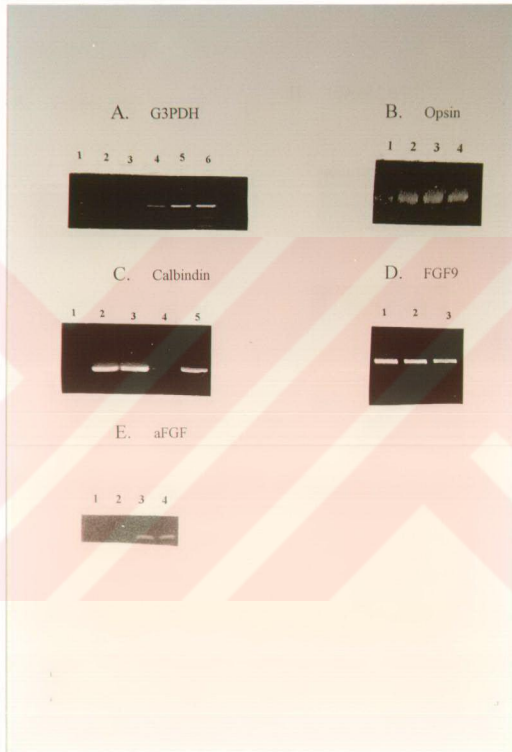 A. G3PDH
1 2 3 4 5 6
B. Opsin
1 2 3 4
C. Calbindin
1 2 3 4 5
D. FGF9
1 2 3
E. aFGF
1 2 3 4